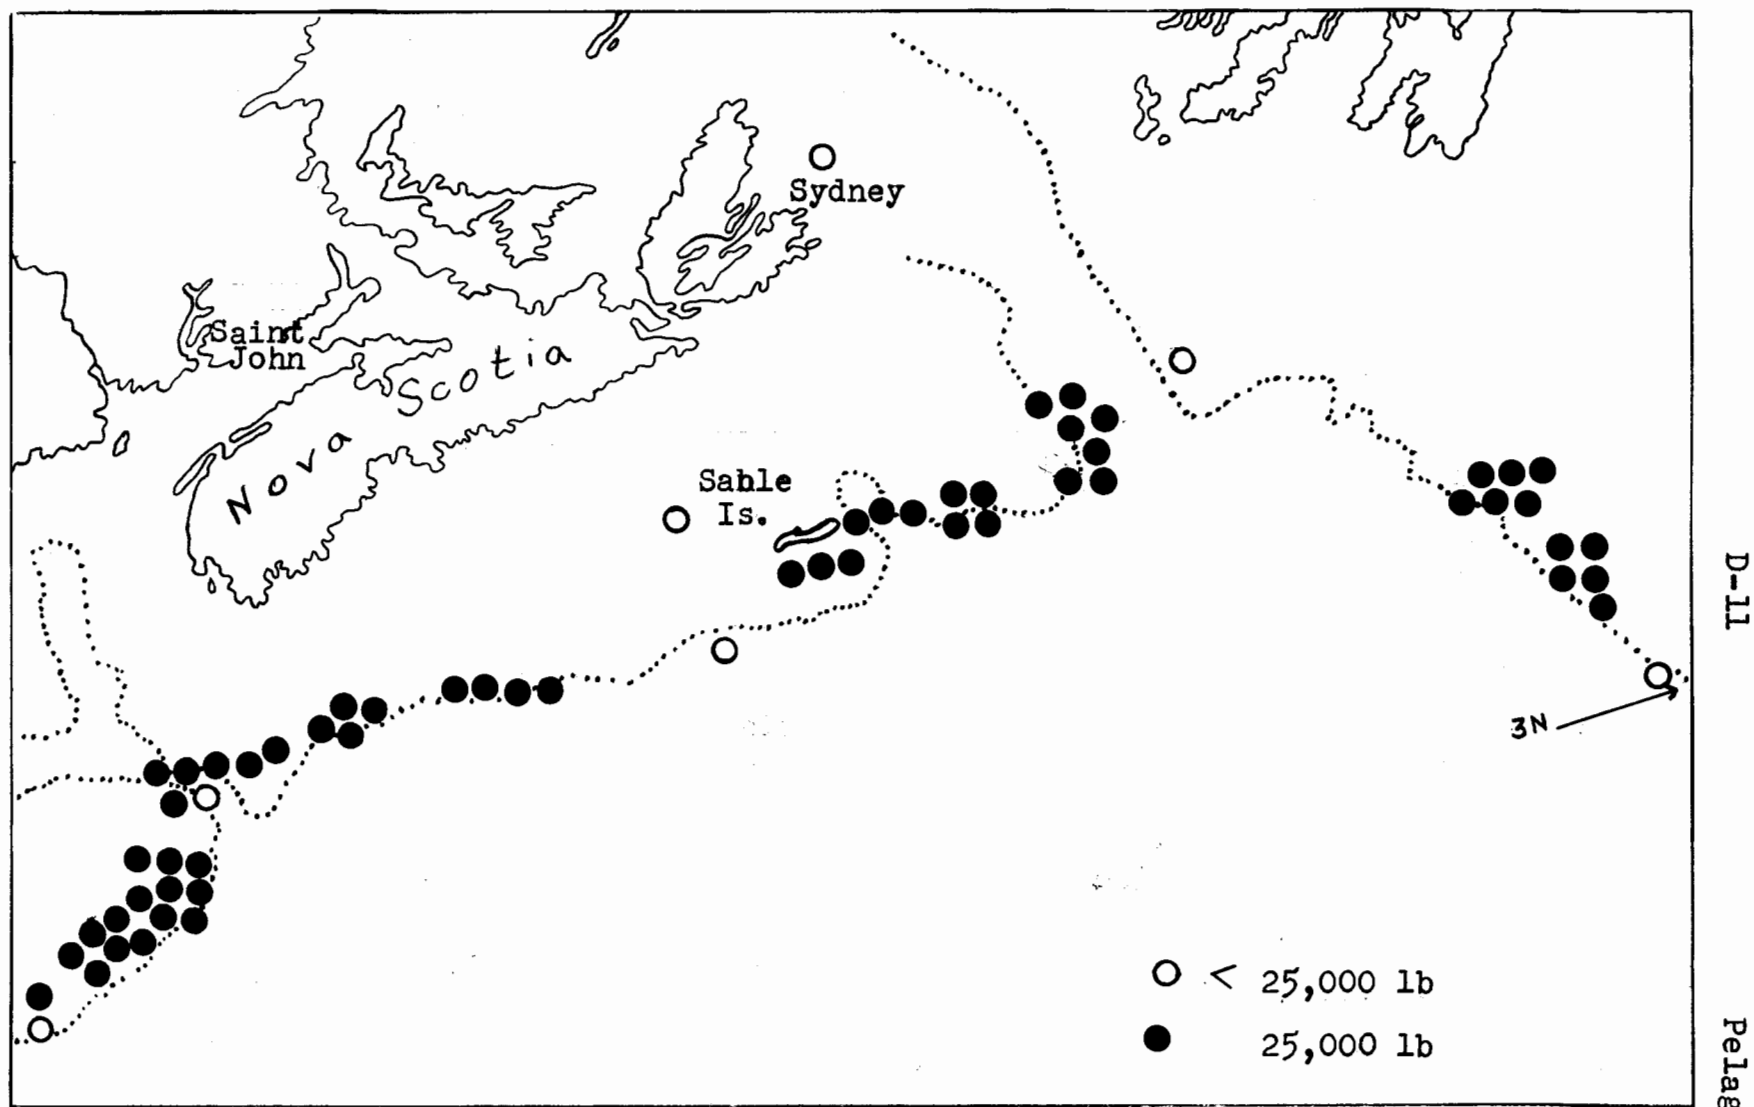 Sydney
Saint
John
Nova Scotia
Sable
Is.
3N
< 25,000 lb
25,000 lb
D-11
Pelag